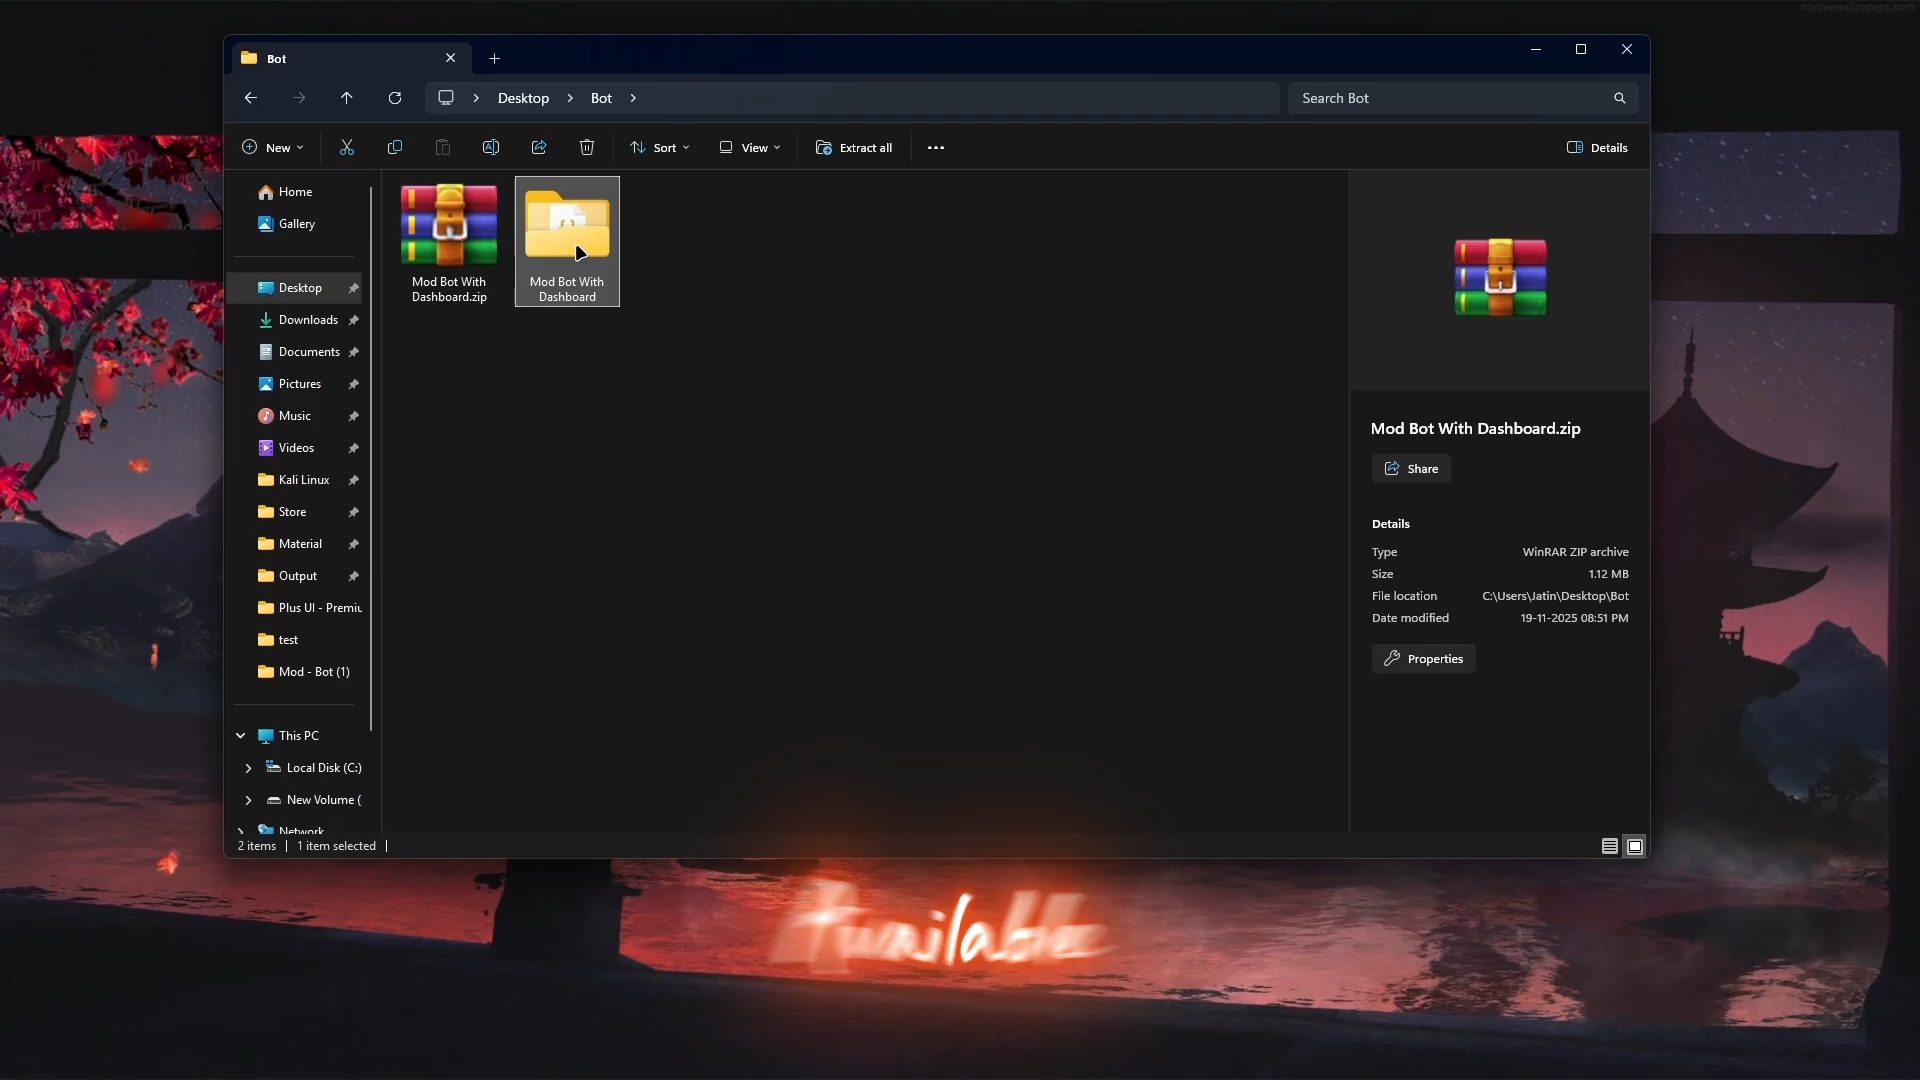 mylivewallpapers.com
Bot
Desktop
Bot
Search Bot
New
Sort
View
Extract all
Details
Home
Gallery
Desktop
Downloads
Documents
Pictures
Music
Videos
Kali Linux
Store
Material
Output
Plus UI - Premiu
test
Mod - Bot (1)
This PC
Local Disk (C:)
New Volume (
Network
Mod Bot With
Dashboard.zip
Mod Bot With
Dashboard
Mod Bot With Dashboard.zip
Share
Details
Type WinRAR ZIP archive
Size 1.12 MB
File location C:\Users\Jatin\Desktop\Bot
Date modified 19-11-2025 08:51 PM
Properties
2 items 1 item selected
Available